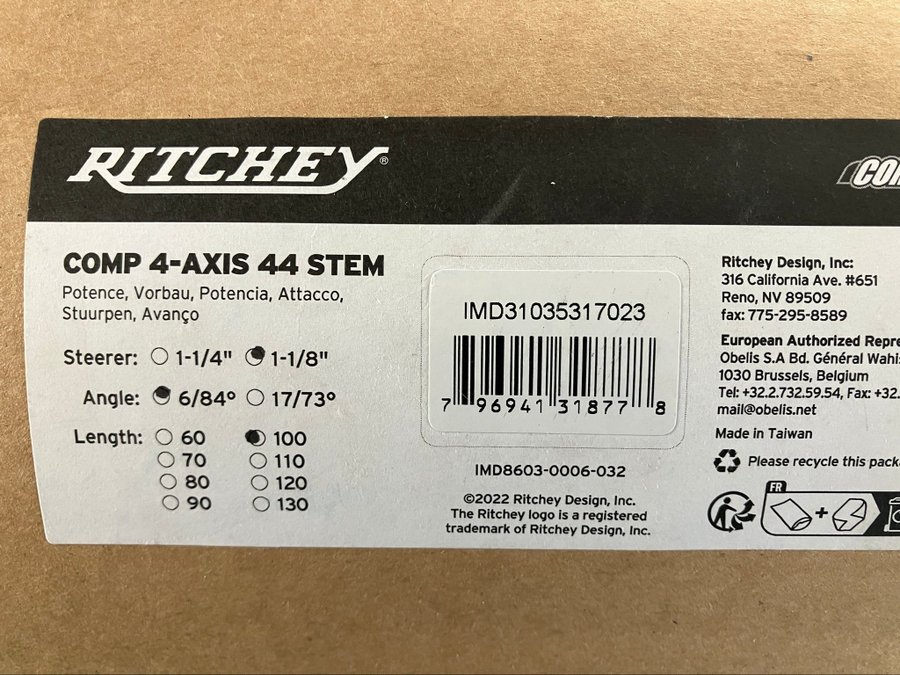 RITCHEY®
COMP 4-AXIS 44 STEM
Potence, Vorbau, Potencia, Attacco,
Stuurpen, Avanço
Steerer: 1-1/4" 1-1/8"
Angle: 6/84° 17/73°
Length: 60 100
70 110
80 120
90 130
IMD31035317023
7 96941 31877 8
IMD8603-0006-032
©2022 Ritchey Design, Inc.
The Ritchey logo is a registered
trademark of Ritchey Design, Inc.
Ritchey Design, Inc:
316 California Ave. #651
Reno, NV 89509
fax: 775-295-8589
European Authorized
Obelis S.A Bd. Général
1030 Brussels, Belgium
Tel: +32.2.732.59.54, Fax: +32.
mail@obelis.net
Made in Taiwan
Please recycle this
FR
+